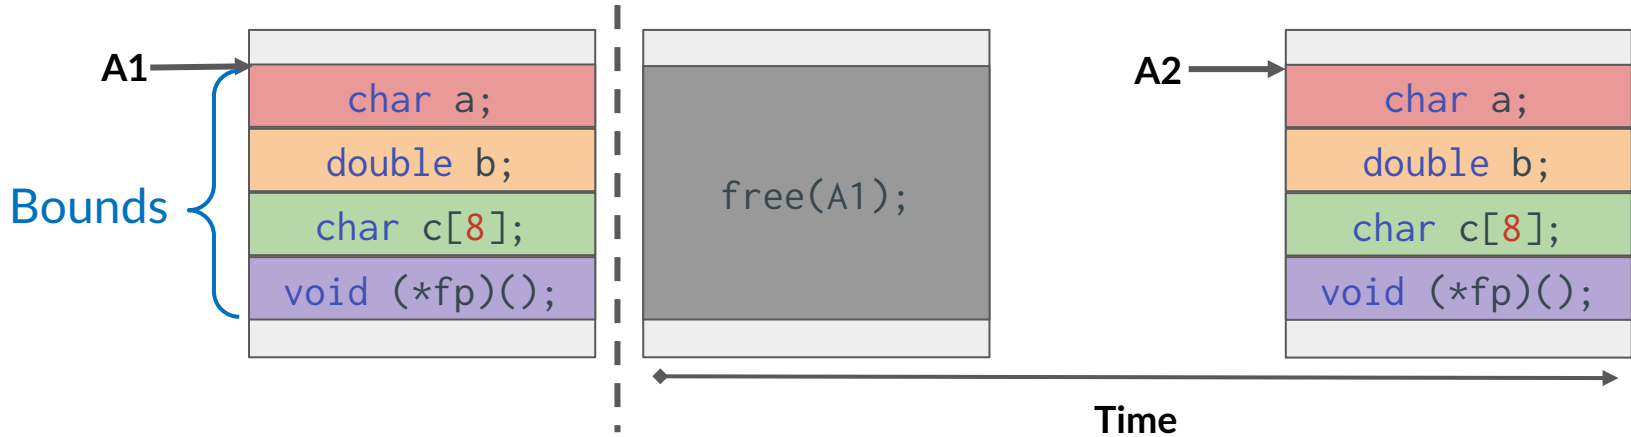 A1
Bounds
char a;
double b;
char c[8];
void (*fp)();
free(A1);
A2
char a;
double b;
char c[8];
void (*fp)();
Time